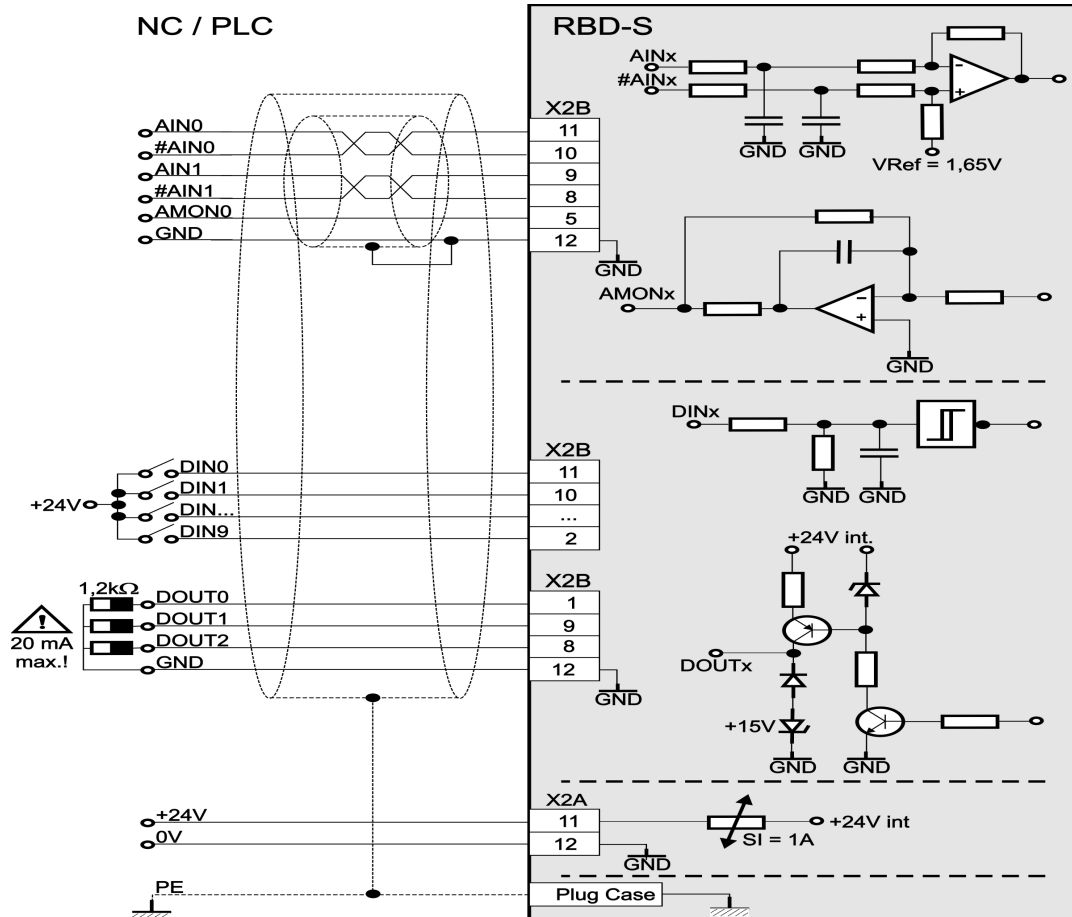 NC / PLC
RBD-S
AINx
#AINx
GND
GND
VRef = 1,65V
X2B
AIN0
11
#AIN0
10
AIN1
9
#AIN1
8
AMON0
5
GND
12
GND
AMONx
GND
DINx
GND
GND
X2B
DIN0
11
DIN1
10
+24V
DIN...
...
DIN9
2
+24V int.
X2B
1,2kΩ
DOUT0
1
DOUT1
9
DOUT2
8
GND
12
GND
!
20 mA
max.!
DOUTx
+15V
GND
GND
X2A
+24V
11
0V
12
GND
SI = 1A
+24V int
PE
Plug Case